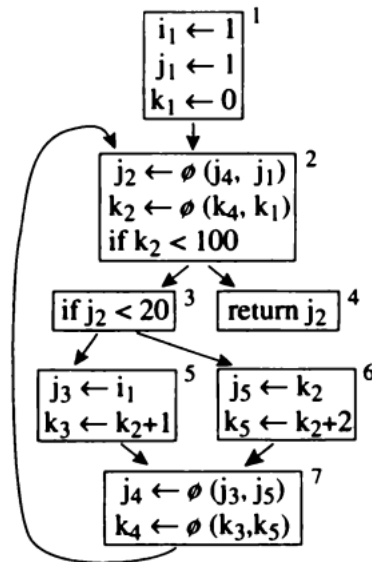 1
i₁ ← 1
j₁ ← 1
k₁ ← 0
2
j₂ ← ø (j₄, j₁)
k₂ ← ø (k₄, k₁)
if k₂ < 100
3
if j₂ < 20
4
return j₂
5
j₃ ← i₁
k₃ ← k₂+1
6
j₅ ← k₂
k₅ ← k₂+2
7
j₄ ← ø (j₃, j₅)
k₄ ← ø (k₃,k₅)